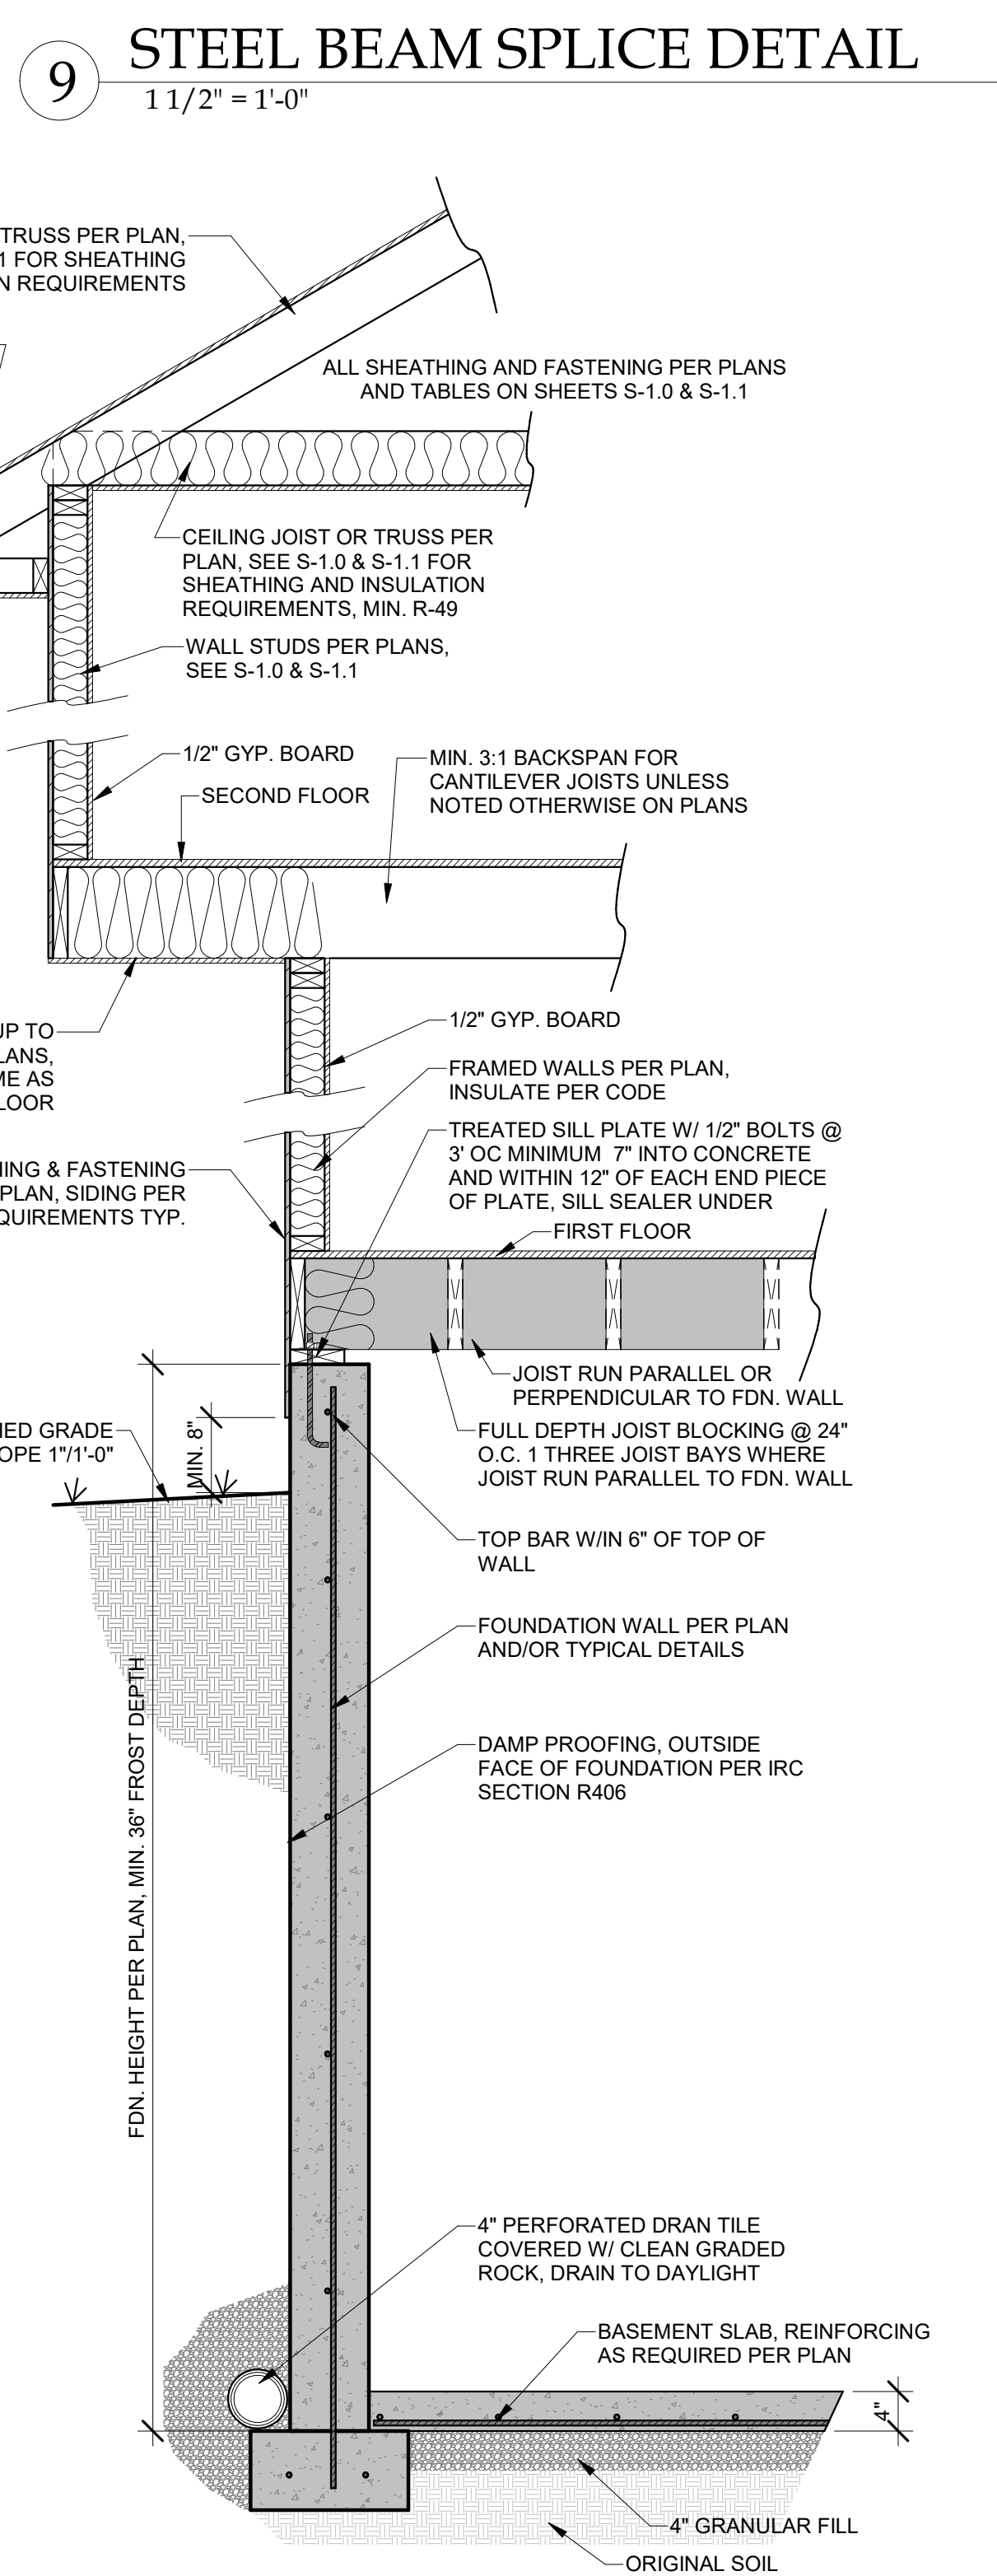 STEEL BEAM SPLICE DETAIL
9
1 1/2" = 1'-0"
TRUSS PER PLAN,
1 FOR SHEATHING
N REQUIREMENTS
ALL SHEATHING AND FASTENING PER PLANS
AND TABLES ON SHEETS S-1.0 & S-1.1
CEILING JOIST OR TRUSS PER
PLAN, SEE S-1.0 & S-1.1 FOR
SHEATHING AND INSULATION
REQUIREMENTS, MIN. R-49
WALL STUDS PER PLANS,
SEE S-1.0 & S-1.1
1/2" GYP. BOARD
SECOND FLOOR
MIN. 3:1 BACKSPAN FOR
CANTILEVER JOISTS UNLESS
NOTED OTHERWISE ON PLANS
UP TO
LANS,
ME AS
LOOR
1/2" GYP. BOARD
FRAMED WALLS PER PLAN,
INSULATE PER CODE
TREATED SILL PLATE W/ 1/2" BOLTS @
3' OC MINIMUM 7" INTO CONCRETE
AND WITHIN 12" OF EACH END PIECE
OF PLATE, SILL SEALER UNDER
HING & FASTENING
PLAN, SIDING PER
QUIREMENTS TYP.
FIRST FLOOR
JOIST RUN PARALLEL OR
PERPENDICULAR TO FDN. WALL
HED GRADE
OPE 1"/1'-0"
MIN. 8"
FULL DEPTH JOIST BLOCKING @ 24"
O.C. 1 THREE JOIST BAYS WHERE
JOIST RUN PARALLEL TO FDN. WALL
TOP BAR W/IN 6" OF TOP OF
WALL
FOUNDATION WALL PER PLAN
AND/OR TYPICAL DETAILS
DAMP PROOFING, OUTSIDE
FACE OF FOUNDATION PER IRC
SECTION R406
FDN. HEIGHT PER PLAN, MIN. 36" FROST DEPTH
4" PERFORATED DRAN TILE
COVERED W/ CLEAN GRADED
ROCK, DRAIN TO DAYLIGHT
BASEMENT SLAB, REINFORCING
AS REQUIRED PER PLAN
4"
4" GRANULAR FILL
ORIGINAL SOIL